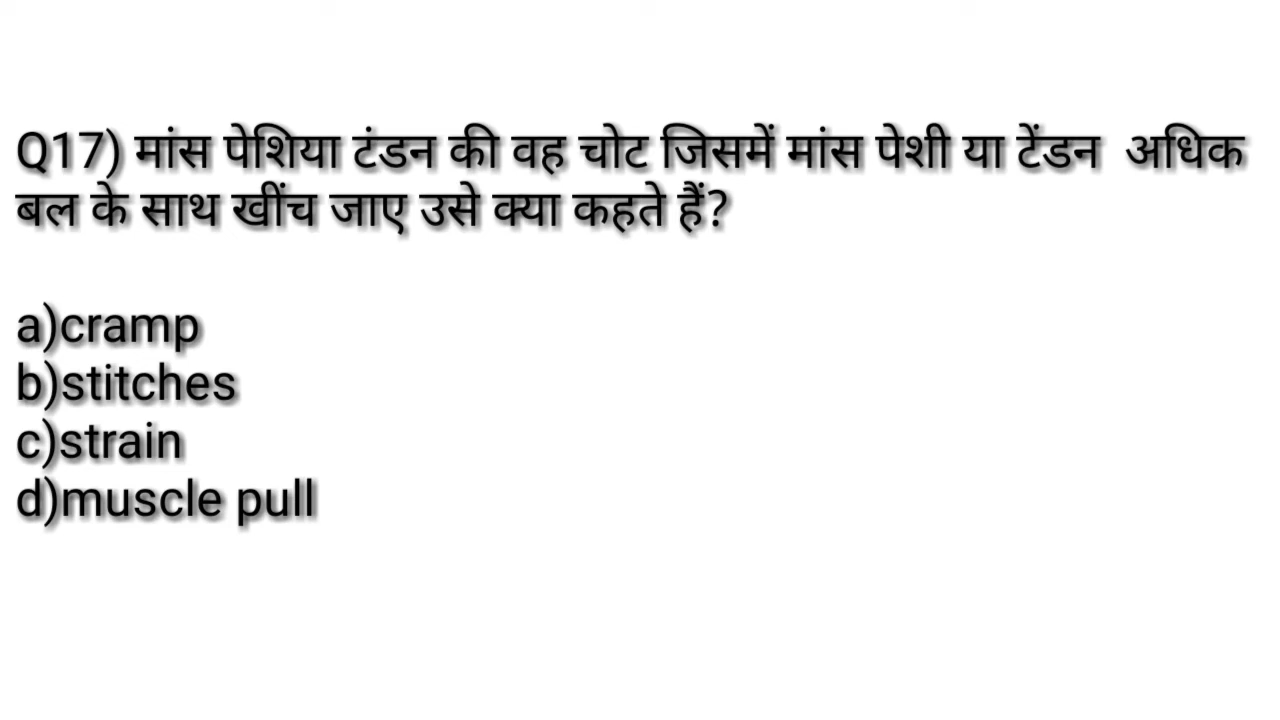 Q17) मांस पेशिया टंडन की वह चोट जिसमें मांस पेशी या टेंडन अधिक
बल के साथ खींच जाए उसे क्या कहते हैं?
a)cramp
b)stitches
c)strain
d)muscle pull